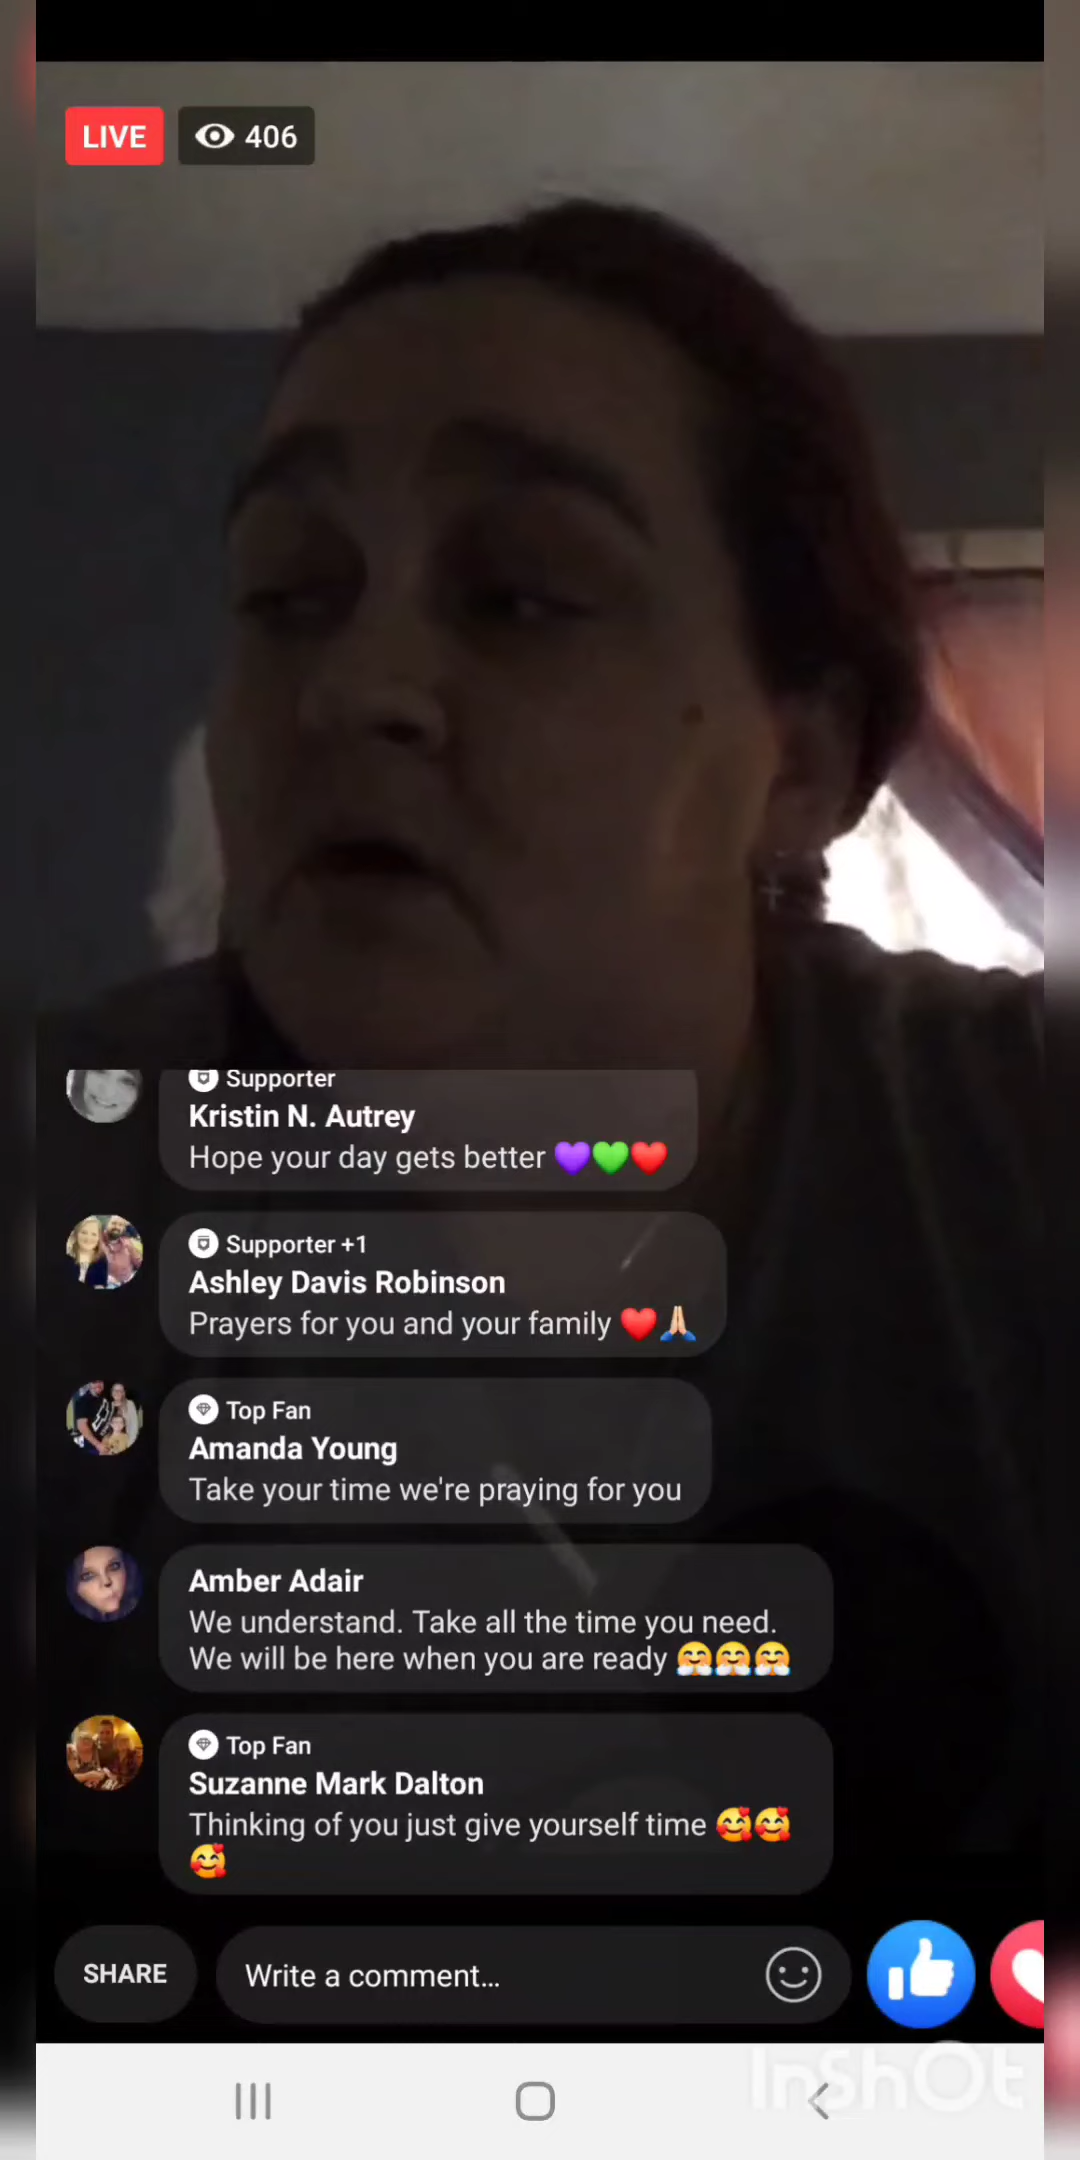 LIVE
406
Supporter
Kristin N. Autrey
Hope your day gets better 💜💚❤️
Supporter +1
Ashley Davis Robinson
Prayers for you and your family ❤️🙏🏼
Top Fan
Amanda Young
Take your time we're praying for you
Amber Adair
We understand. Take all the time you need.
We will be here when you are ready 🤗🤗🤗
Top Fan
Suzanne Mark Dalton
Thinking of you just give yourself time 🥰🥰
🥰
SHARE
Write a comment...
InShOt